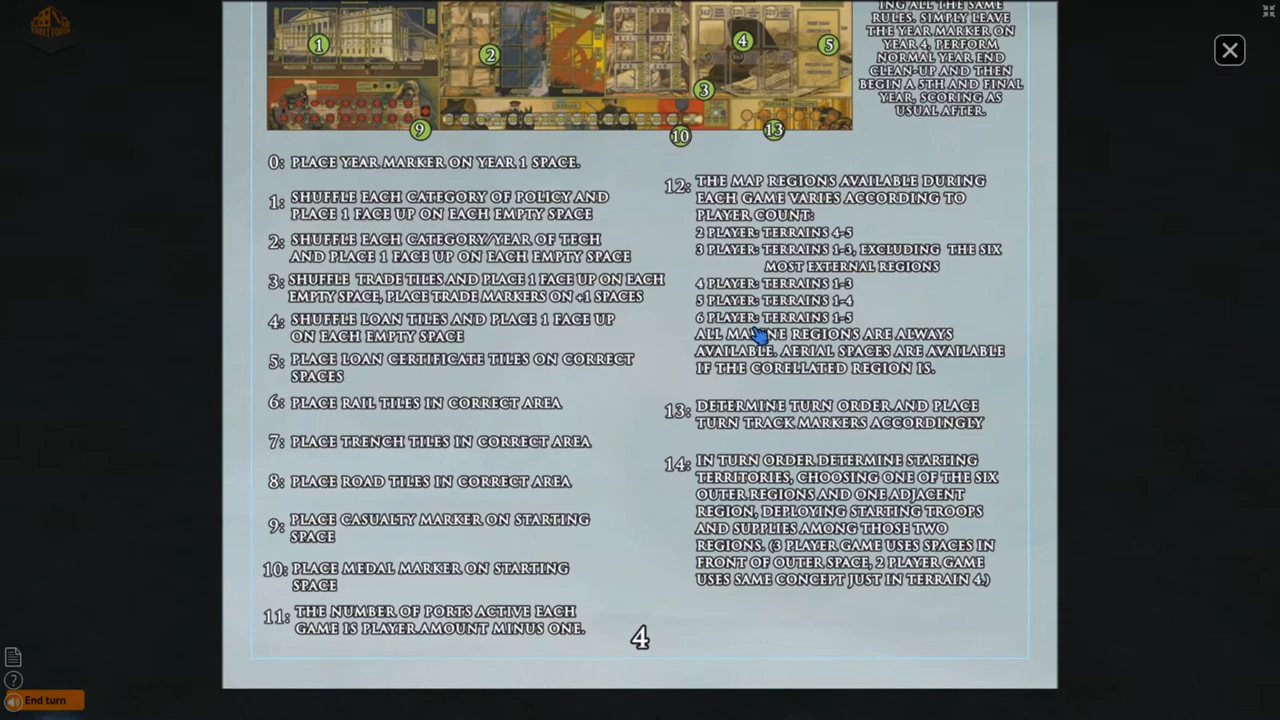 ING ALL THE SAME
RULES. SIMPLY LEAVE
THE YEAR MARKER ON
YEAR 4, PERFORM
NORMAL YEAR END
CLEAN-UP AND THEN
BEGIN A 5TH AND FINAL
YEAR, SCORING AS
USUAL AFTER.
1
2
4
5
3
9
10
13
0: PLACE YEAR MARKER ON YEAR 1 SPACE.
1: SHUFFLE EACH CATEGORY OF POLICY AND
PLACE 1 FACE UP ON EACH EMPTY SPACE
2: SHUFFLE EACH CATEGORY/YEAR OF TECH
AND PLACE 1 FACE UP ON EACH EMPTY SPACE
3: SHUFFLE TRADE TILES AND PLACE 1 FACE UP ON EACH
EMPTY SPACE, PLACE TRADE MARKERS ON +1 SPACES
4: SHUFFLE LOAN TILES AND PLACE 1 FACE UP
ON EACH EMPTY SPACE
5: PLACE LOAN CERTIFICATE TILES ON CORRECT
SPACES
6: PLACE RAIL TILES IN CORRECT AREA
7: PLACE TRENCH TILES IN CORRECT AREA
8: PLACE ROAD TILES IN CORRECT AREA
9: PLACE CASUALTY MARKER ON STARTING
SPACE
10: PLACE MEDAL MARKER ON STARTING
SPACE
11: THE NUMBER OF PORTS ACTIVE EACH
GAME IS PLAYER AMOUNT MINUS ONE.
12: THE MAP REGIONS AVAILABLE DURING
EACH GAME VARIES ACCORDING TO
PLAYER COUNT:
2 PLAYER: TERRAINS 4-5
3 PLAYER: TERRAINS 1-3, EXCLUDING THE SIX
MOST EXTERNAL REGIONS
4 PLAYER: TERRAINS 1-3
5 PLAYER: TERRAINS 1-4
6 PLAYER: TERRAINS 1-5
ALL MARINE REGIONS ARE ALWAYS
AVAILABLE. AERIAL SPACES ARE AVAILABLE
IF THE CORELLATED REGION IS.
13: DETERMINE TURN ORDER AND PLACE
TURN TRACK MARKERS ACCORDINGLY
14: IN TURN ORDER DETERMINE STARTING
TERRITORIES, CHOOSING ONE OF THE SIX
OUTER REGIONS AND ONE ADJACENT
REGION, DEPLOYING STARTING TROOPS
AND SUPPLIES AMONG THOSE TWO
REGIONS. (3 PLAYER GAME USES SPACES IN
FRONT OF OUTER SPACE, 2 PLAYER GAME
USES SAME CONCEPT JUST IN TERRAIN 4.)
4
?
End turn